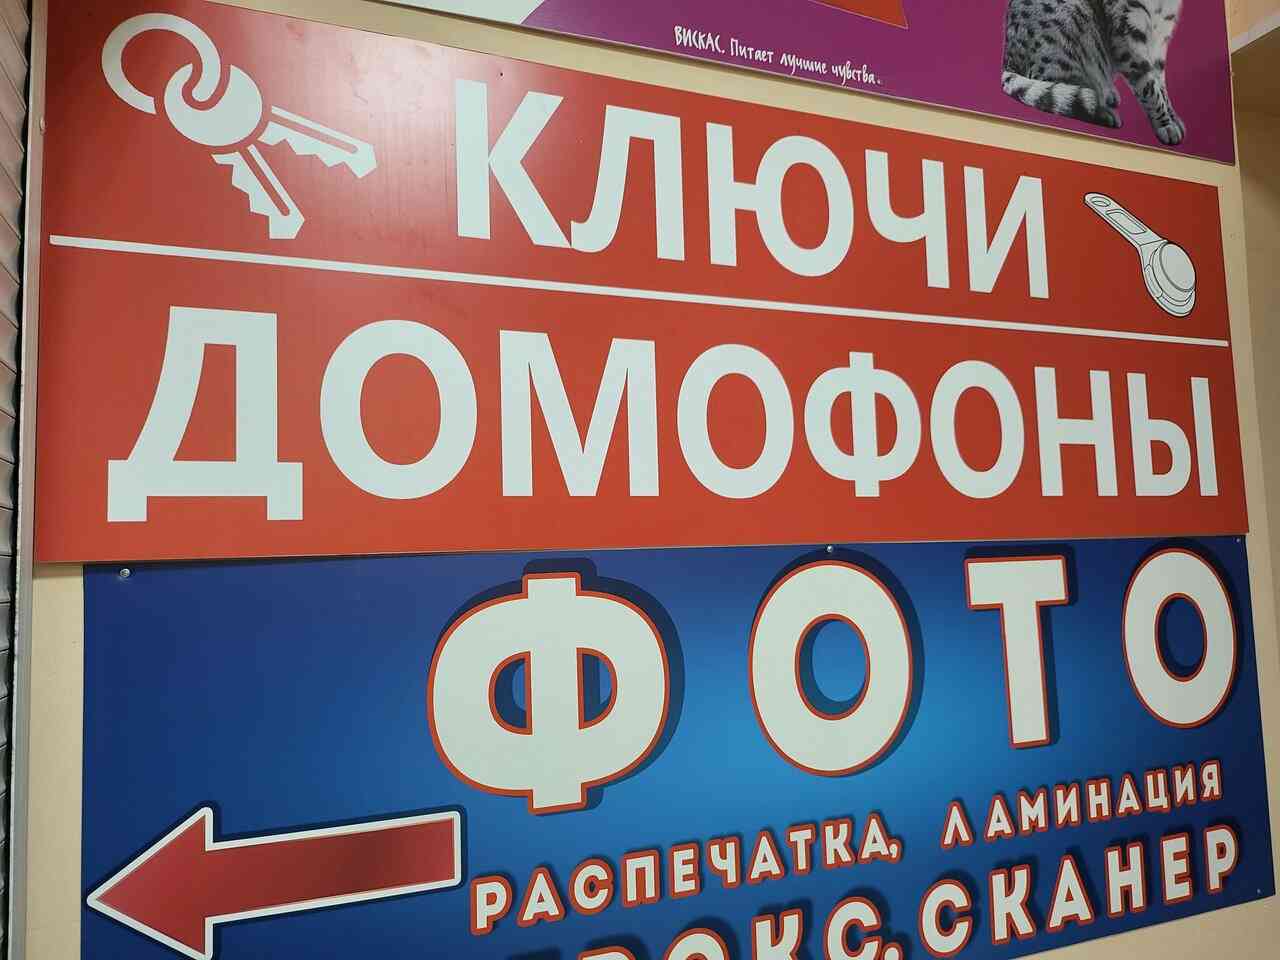 ВИСКАС. Питает лучшие чувства.
КЛЮЧИ
ДОМОФОНЫ
ФОТО
РАСПЕЧАТКА, ЛАМИНАЦИЯ
СКАНЕР